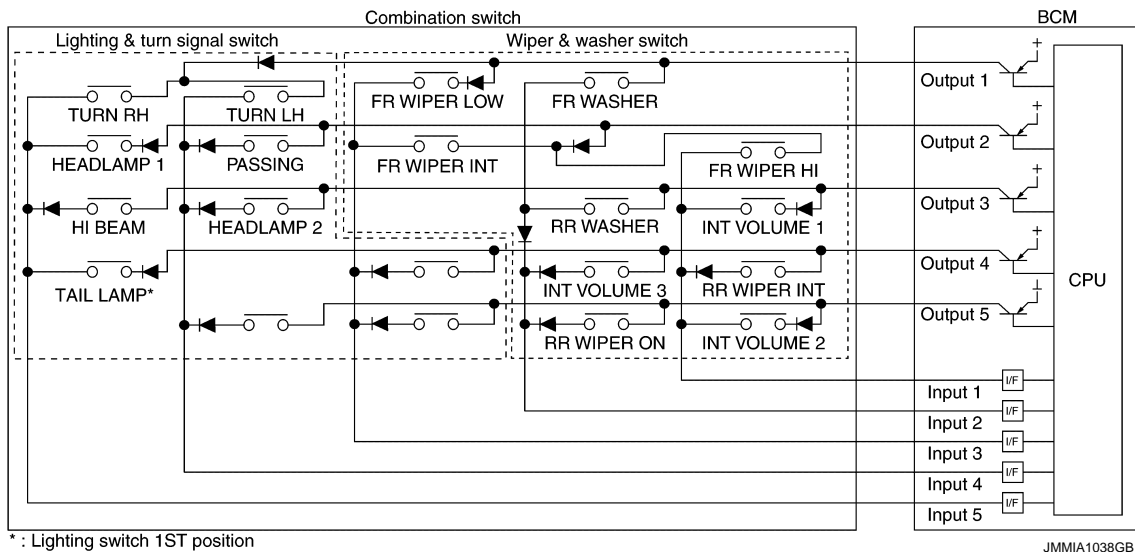 Combination switch
BCM
Lighting & turn signal switch
Wiper & washer switch
+
Output 1
TURN RH
TURN LH
FR WIPER LOW
FR WASHER
+
Output 2
HEADLAMP 1
PASSING
FR WIPER INT
FR WIPER HI
+
Output 3
HI BEAM
HEADLAMP 2
RR WASHER
INT VOLUME 1
+
Output 4
CPU
TAIL LAMP*
INT VOLUME 3
RR WIPER INT
+
Output 5
RR WIPER ON
INT VOLUME 2
I/F
Input 1
I/F
Input 2
I/F
Input 3
I/F
Input 4
I/F
Input 5
* : Lighting switch 1ST position
JMMIA1038GB